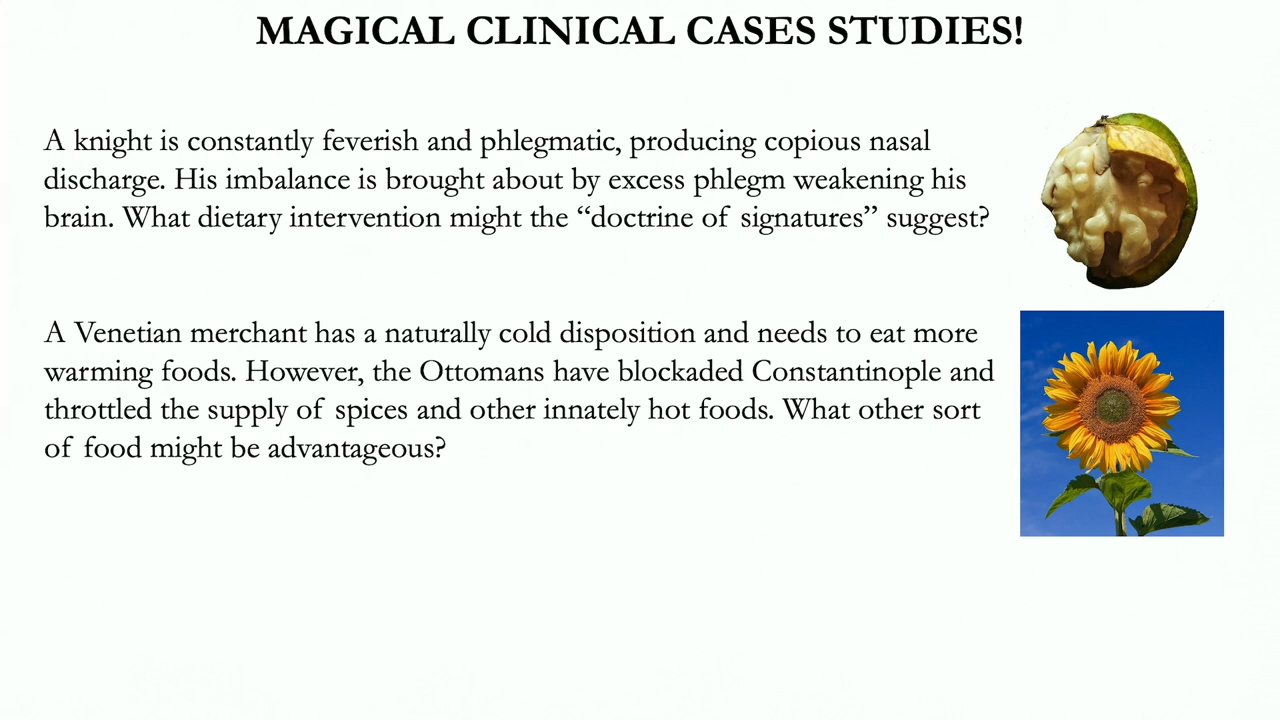 MAGICAL CLINICAL CASES STUDIES!
A knight is constantly feverish and phlegmatic, producing copious nasal
discharge. His imbalance is brought about by excess phlegm weakening his
brain. What dietary intervention might the “doctrine of signatures” suggest?
A Venetian merchant has a naturally cold disposition and needs to eat more
warming foods. However, the Ottomans have blockaded Constantinople and
throttled the supply of spices and other innately hot foods. What other sort
of food might be advantageous?